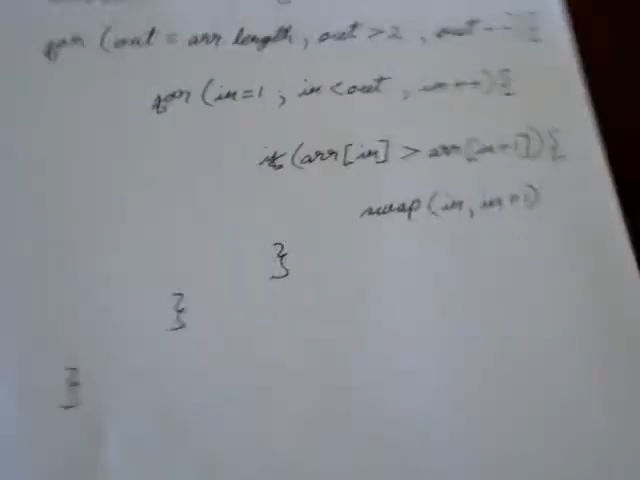 for (out = arr length, out > 2, out--) {
for (in=1; in<out, in++) {
if (arr[in] > arr[in+1]) {
swap (in, in+1)
}
}
}